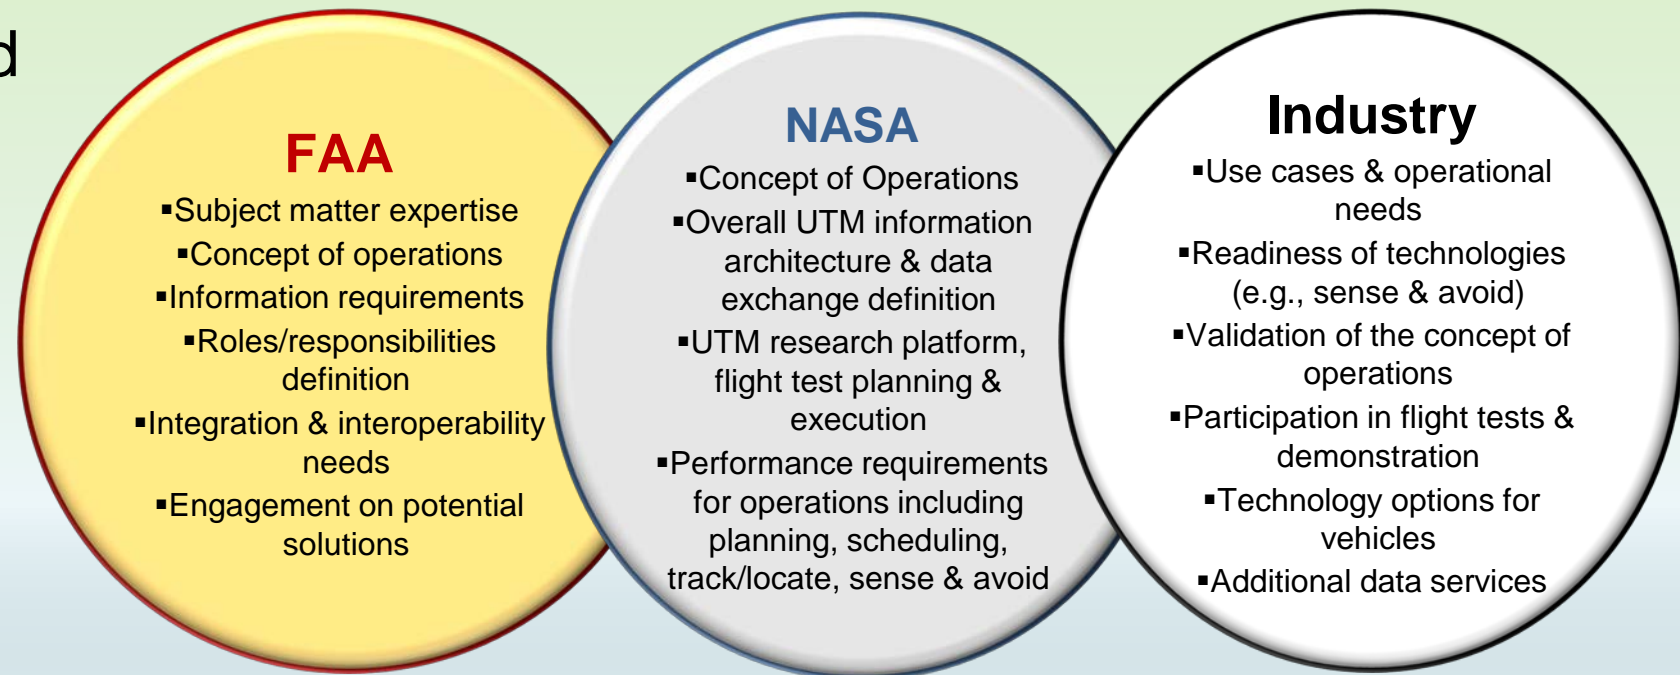 d
FAA
▪Subject matter expertise
▪Concept of operations
▪Information requirements
▪Roles/responsibilities
definition
▪Integration & interoperability
needs
▪Engagement on potential
solutions
NASA
▪Concept of Operations
▪Overall UTM information
architecture & data
exchange definition
▪UTM research platform,
flight test planning &
execution
▪Performance requirements
for operations including
planning, scheduling,
track/locate, sense & avoid
Industry
▪Use cases & operational
needs
▪Readiness of technologies
(e.g., sense & avoid)
▪Validation of the concept of
operations
▪Participation in flight tests &
demonstration
▪Technology options for
vehicles
▪Additional data services